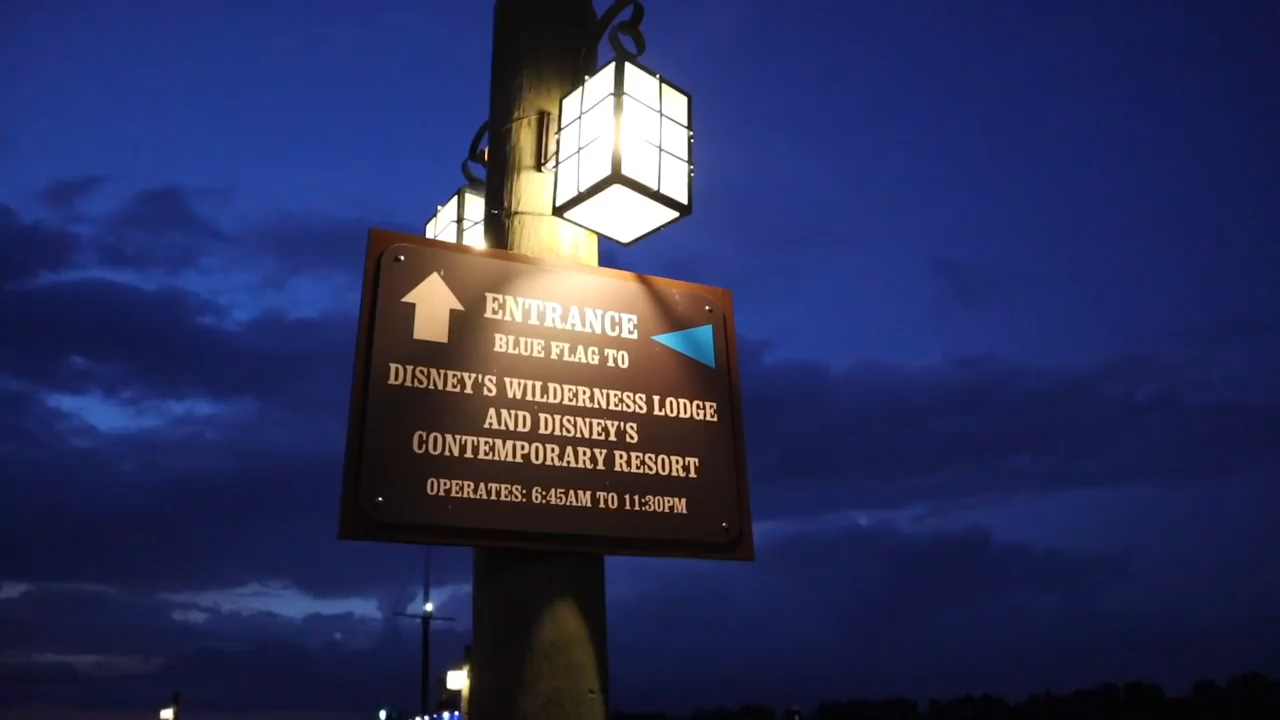 ENTRANCE
BLUE FLAG TO
DISNEY'S WILDERNESS LODGE
AND DISNEY'S
CONTEMPORARY RESORT
OPERATES: 6:45AM TO 11:30PM